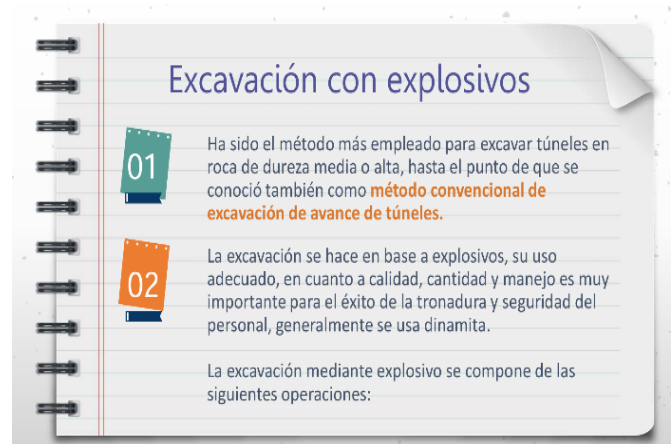 Excavación con explosivos
01
Ha sido el método más empleado para excavar túneles en
roca de dureza media o alta, hasta el punto de que se
conoció también como método convencional de
excavación de avance de túneles.
02
La excavación se hace en base a explosivos, su uso
adecuado, en cuanto a calidad, cantidad y manejo es muy
importante para el éxito de la tronadura y seguridad del
personal, generalmente se usa dinamita.
La excavación mediante explosivo se compone de las
siguientes operaciones: